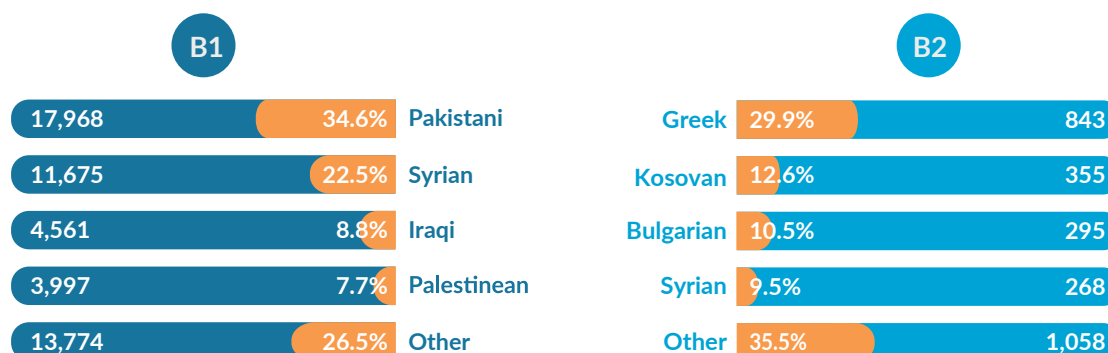 B1
17,968 34.6% Pakistani
11,675 22.5% Syrian
4,561 8.8% Iraqi
3,997 7.7% Palestinean
13,774 26.5% Other
B2
Greek 29.9% 843
Kosovan 12.6% 355
Bulgarian 10.5% 295
Syrian 9.5% 268
Other 35.5% 1,058